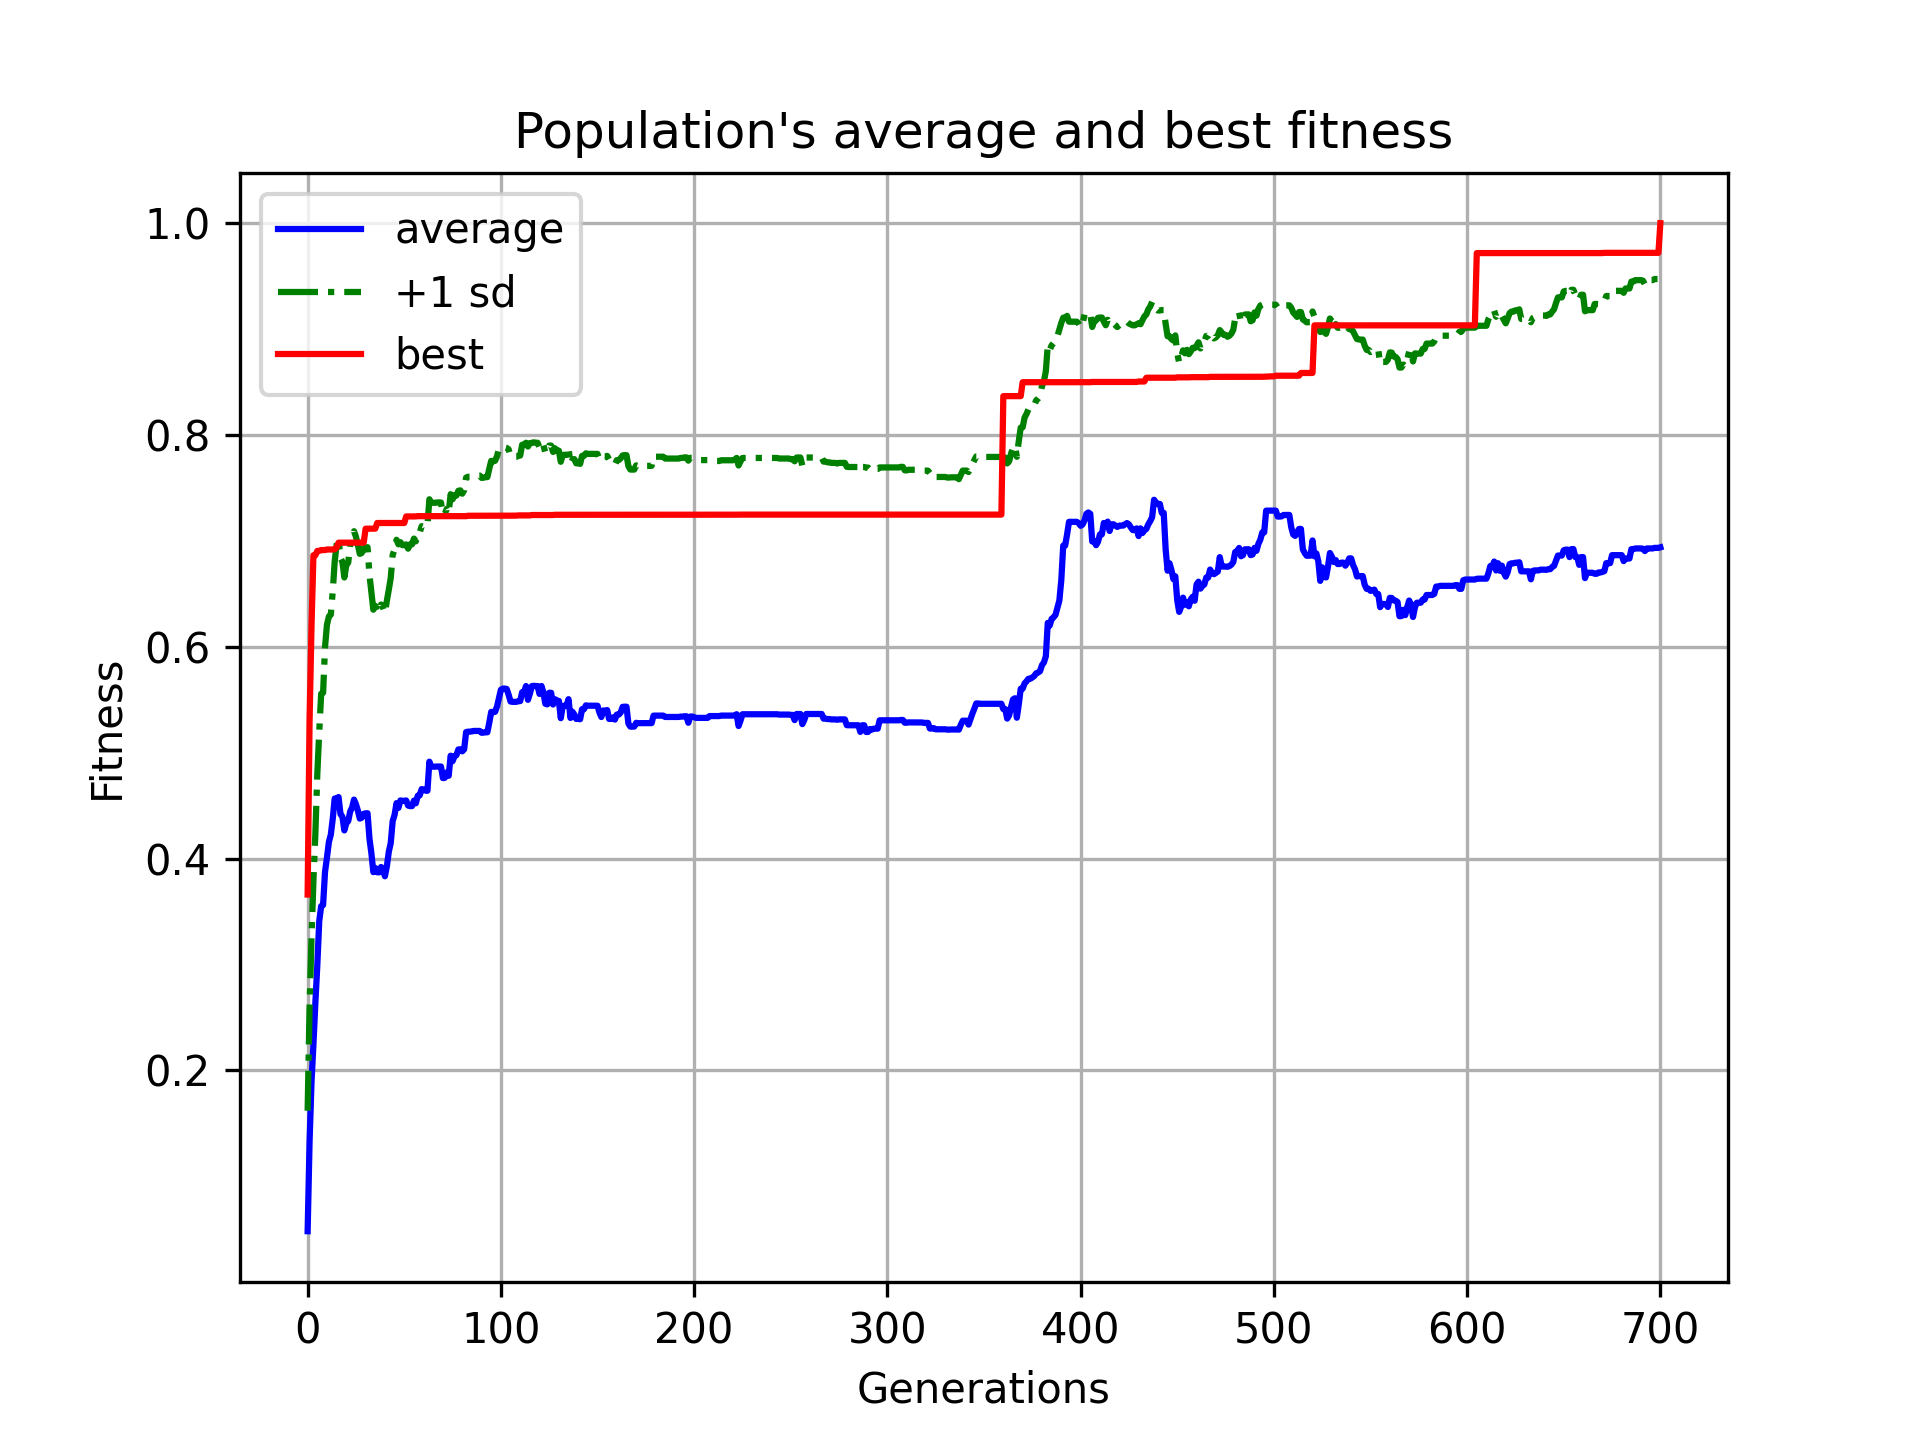 Population's average and best fitness
average
+1 sd
best
1.0
0.8
0.6
0.4
0.2
Fitness
0 100 200 300 400 500 600 700
Generations